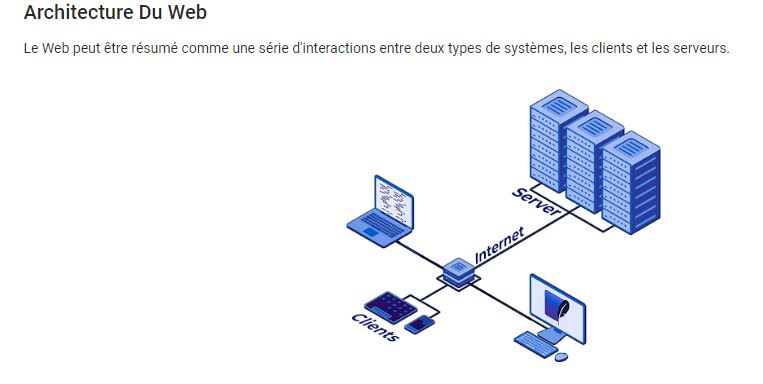 Architecture Du Web
Le Web peut être résumé comme une série d'interactions entre deux types de systèmes, les clients et les serveurs.
Server
Internet
Clients